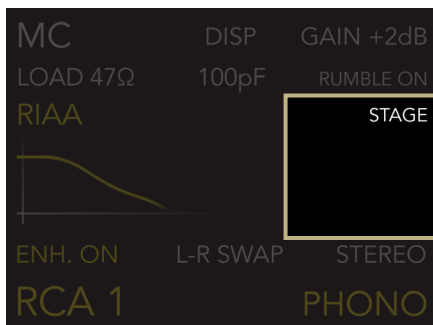 MC DISP GAIN +2dB
LOAD 47Ω 100pF RUMBLE ON
RIAA STAGE
ENH. ON L-R SWAP STEREO
RCA 1 PHONO